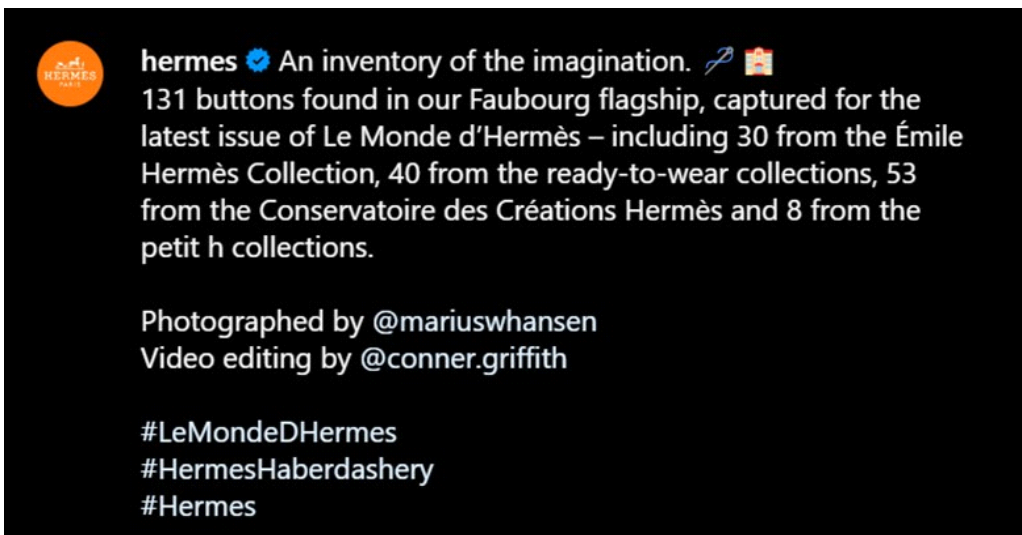 HERMÈS
PARIS
hermes An inventory of the imagination. 🪡 🏩
131 buttons found in our Faubourg flagship, captured for the
latest issue of Le Monde d’Hermès – including 30 from the Émile
Hermès Collection, 40 from the ready-to-wear collections, 53
from the Conservatoire des Créations Hermès and 8 from the
petit h collections.
Photographed by @mariuswhansen
Video editing by @conner.griffith
#LeMondeDHermes
#HermesHaberdashery
#Hermes